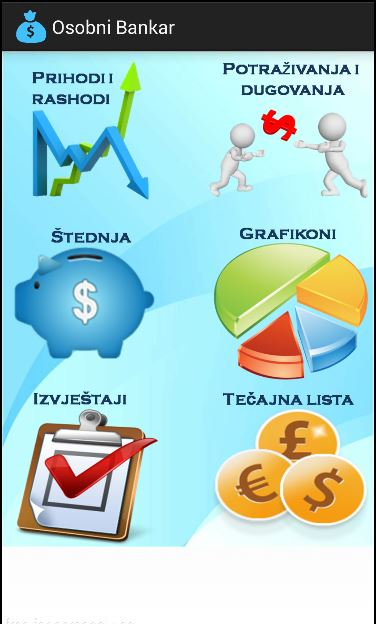 Osobni Bankar
PRIHODI I
RASHODI
POTRAŽIVANJA I
DUGOVANJA
ŠTEDNJA
GRAFIKONI
IZVJEŠTAJI
TEČAJNA LISTA